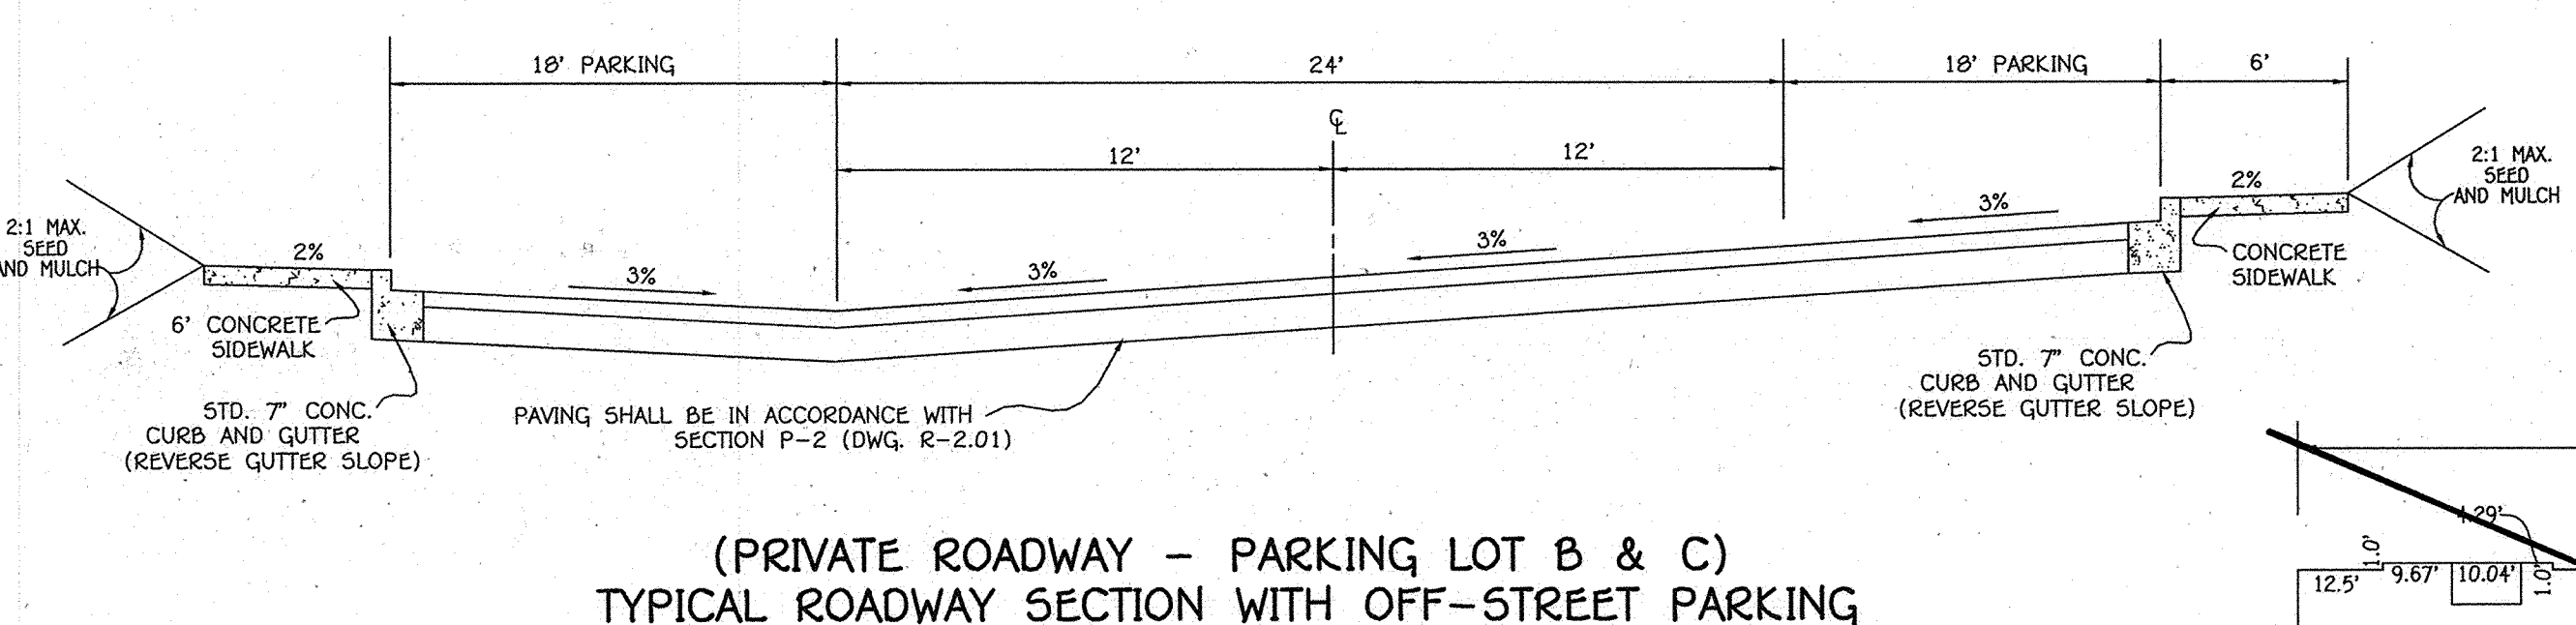 18' PARKING
24'
18' PARKING
6'
℄
12'
12'
2:1 MAX.
SEED
AND MULCH
2%
3%
3%
3%
3%
2%
2:1 MAX.
SEED
AND MULCH
6' CONCRETE
SIDEWALK
CONCRETE
SIDEWALK
STD. 7" CONC.
CURB AND GUTTER
(REVERSE GUTTER SLOPE)
PAVING SHALL BE IN ACCORDANCE WITH
SECTION P-2 (DWG. R-2.01)
STD. 7" CONC.
CURB AND GUTTER
(REVERSE GUTTER SLOPE)
(PRIVATE ROADWAY - PARKING LOT B & C)
TYPICAL ROADWAY SECTION WITH OFF-STREET PARKING
1.0'
12.5'
9.67'
10.04'
1.0'